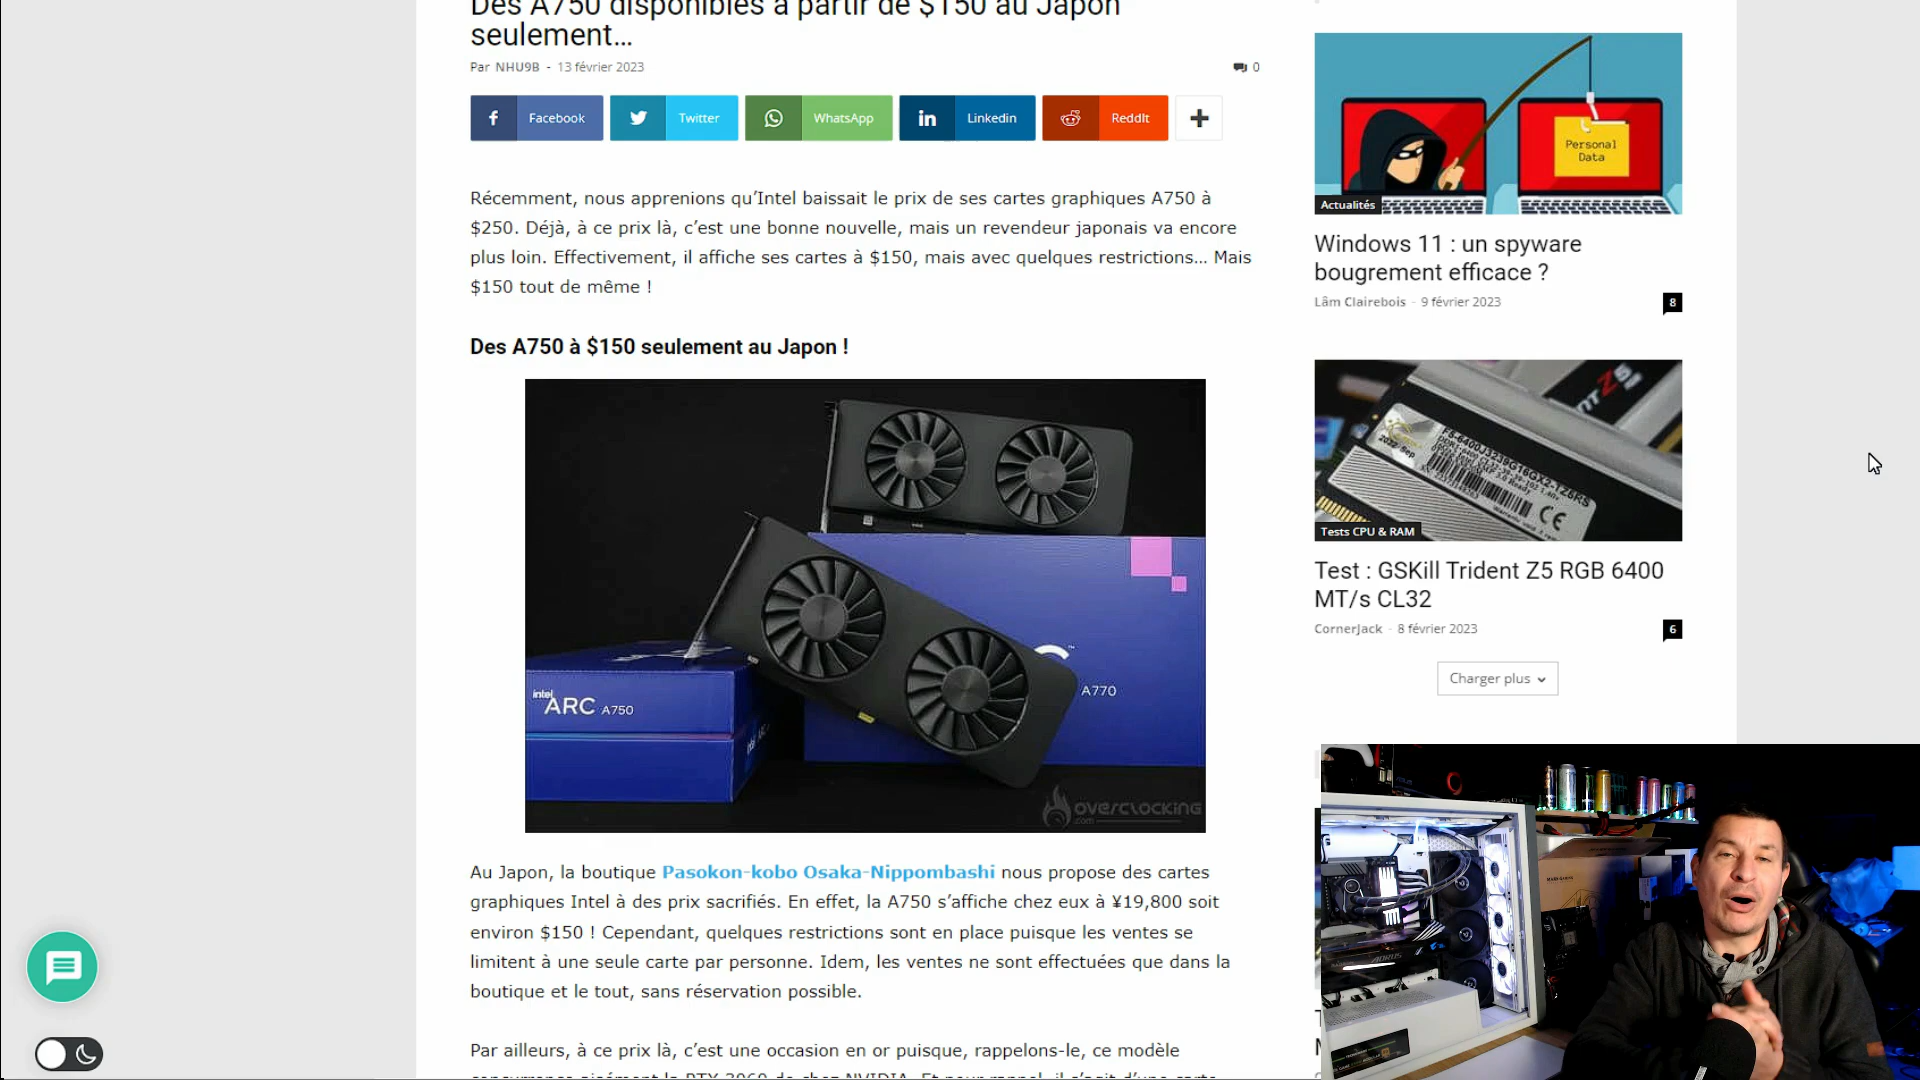 Des A750 disponibles à partir de $150 au Japon
seulement…
Par NHU9B - 13 février 2023
0
Facebook
Twitter
WhatsApp
Linkedin
ReddIt
Récemment, nous apprenions qu’Intel baissait le prix de ses cartes graphiques A750 à
$250. Déjà, à ce prix là, c’est une bonne nouvelle, mais un revendeur japonais va encore
plus loin. Effectivement, il affiche ses cartes à $150, mais avec quelques restrictions… Mais
$150 tout de même !
Des A750 à $150 seulement au Japon !
intel
ARC A750
A770
OVERCLOCKING
.com
Au Japon, la boutique Pasokon-kobo Osaka-Nippombashi nous propose des cartes
graphiques Intel à des prix sacrifiés. En effet, la A750 s’affiche chez eux à ¥19,800 soit
environ $150 ! Cependant, quelques restrictions sont en place puisque les ventes se
limitent à une seule carte par personne. Idem, les ventes ne sont effectuées que dans la
boutique et le tout, sans réservation possible.
Par ailleurs, à ce prix là, c’est une occasion en or puisque, rappelons-le, ce modèle
Personal
Data
Actualités
Windows 11 : un spyware
bougrement efficace ?
Lâm Clairebois - 9 février 2023
8
Tests CPU & RAM
Test : GSKill Trident Z5 RGB 6400
MT/s CL32
CornerJack - 8 février 2023
6
Charger plus